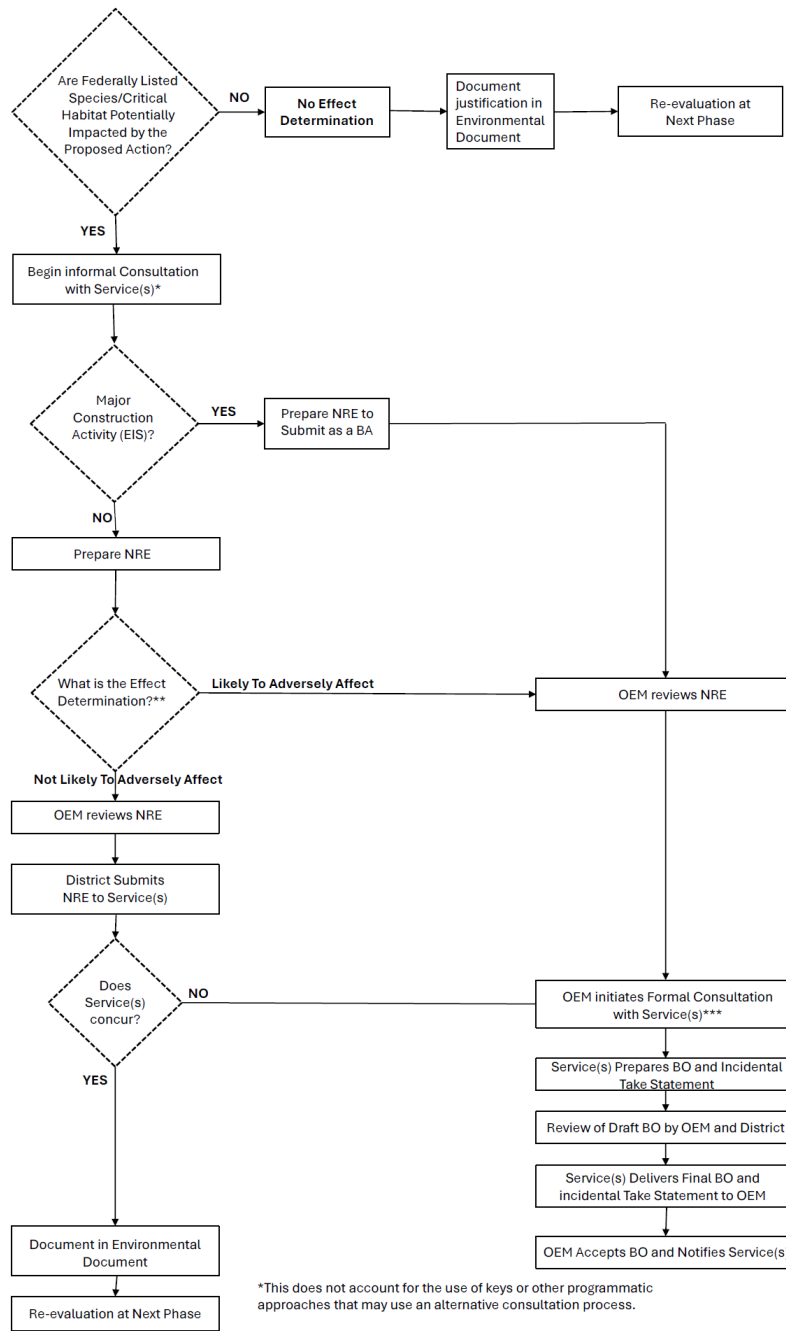 Are Federally Listed
Species/Critical
Habitat Potentially
Impacted by the
Proposed Action?
NO
No Effect
Determination
Document
justification in
Environmental
Document
Re-evaluation at
Next Phase
YES
Begin informal Consultation
with Service(s)*
Major
Construction
Activity (EIS)?
YES
Prepare NRE to
Submit as a BA
NO
Prepare NRE
What is the Effect
Determination?**
Likely To Adversely Affect
OEM reviews NRE
Not Likely To Adversely Affect
OEM reviews NRE
District Submits
NRE to Service(s)
Does
Service(s)
concur?
NO
OEM initiates Formal Consultation
with Service(s)***
YES
Service(s) Prepares BO and Incidental
Take Statement
Review of Draft BO by OEM and District
Service(s) Delivers Final BO and
incidental Take Statement to OEM
OEM Accepts BO and Notifies Service(s)
Document in Environmental
Document
Re-evaluation at Next Phase
*This does not account for the use of keys or other programmatic
approaches that may use an alternative consultation process.